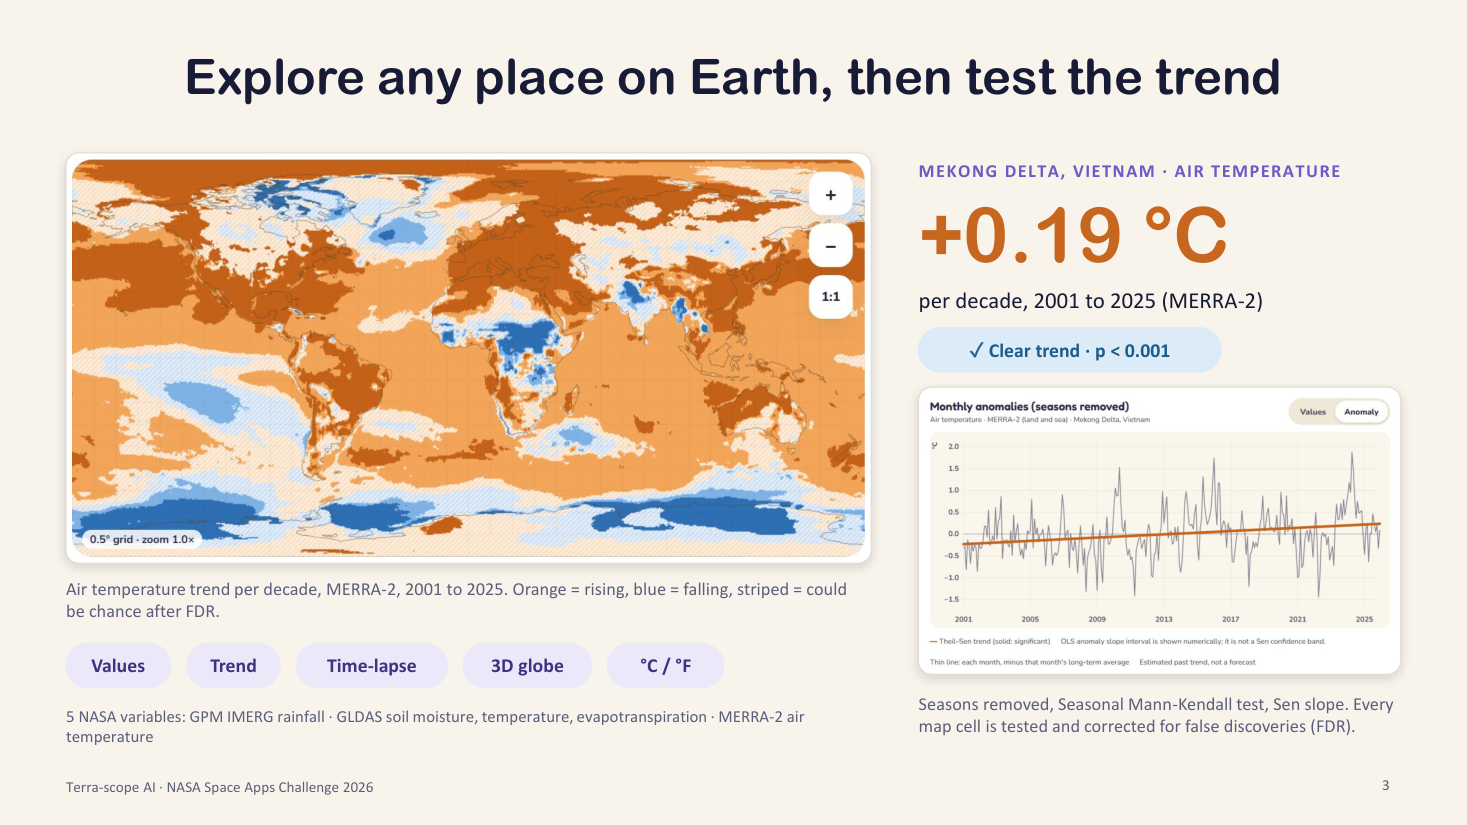 Explore any place on Earth, then test the trend
+
−
1:1
0.5° grid · zoom 1.0×
Air temperature trend per decade, MERRA-2, 2001 to 2025. Orange = rising, blue = falling, striped = could
be chance after FDR.
Values
Trend
Time-lapse
3D globe
°C / °F
5 NASA variables: GPM IMERG rainfall · GLDAS soil moisture, temperature, evapotranspiration · MERRA-2 air
temperature
MEKONG DELTA, VIETNAM · AIR TEMPERATURE
+0.19 °C
per decade, 2001 to 2025 (MERRA-2)
✓ Clear trend · p < 0.001
Monthly anomalies (seasons removed)
Air temperature · MERRA-2 (land and sea) · Mekong Delta, Vietnam
Values Anomaly
°C
2.0
1.5
1.0
0.5
0.0
−0.5
−1.0
−1.5
2001 2005 2009 2013 2017 2021 2025
Theil–Sen trend (solid: significant) OLS anomaly slope interval is shown numerically; it is not a Sen confidence band.
Thin line: each month, minus that month's long-term average Estimated past trend, not a forecast
Seasons removed, Seasonal Mann-Kendall test, Sen slope. Every
map cell is tested and corrected for false discoveries (FDR).
Terra-scope AI · NASA Space Apps Challenge 2026
3